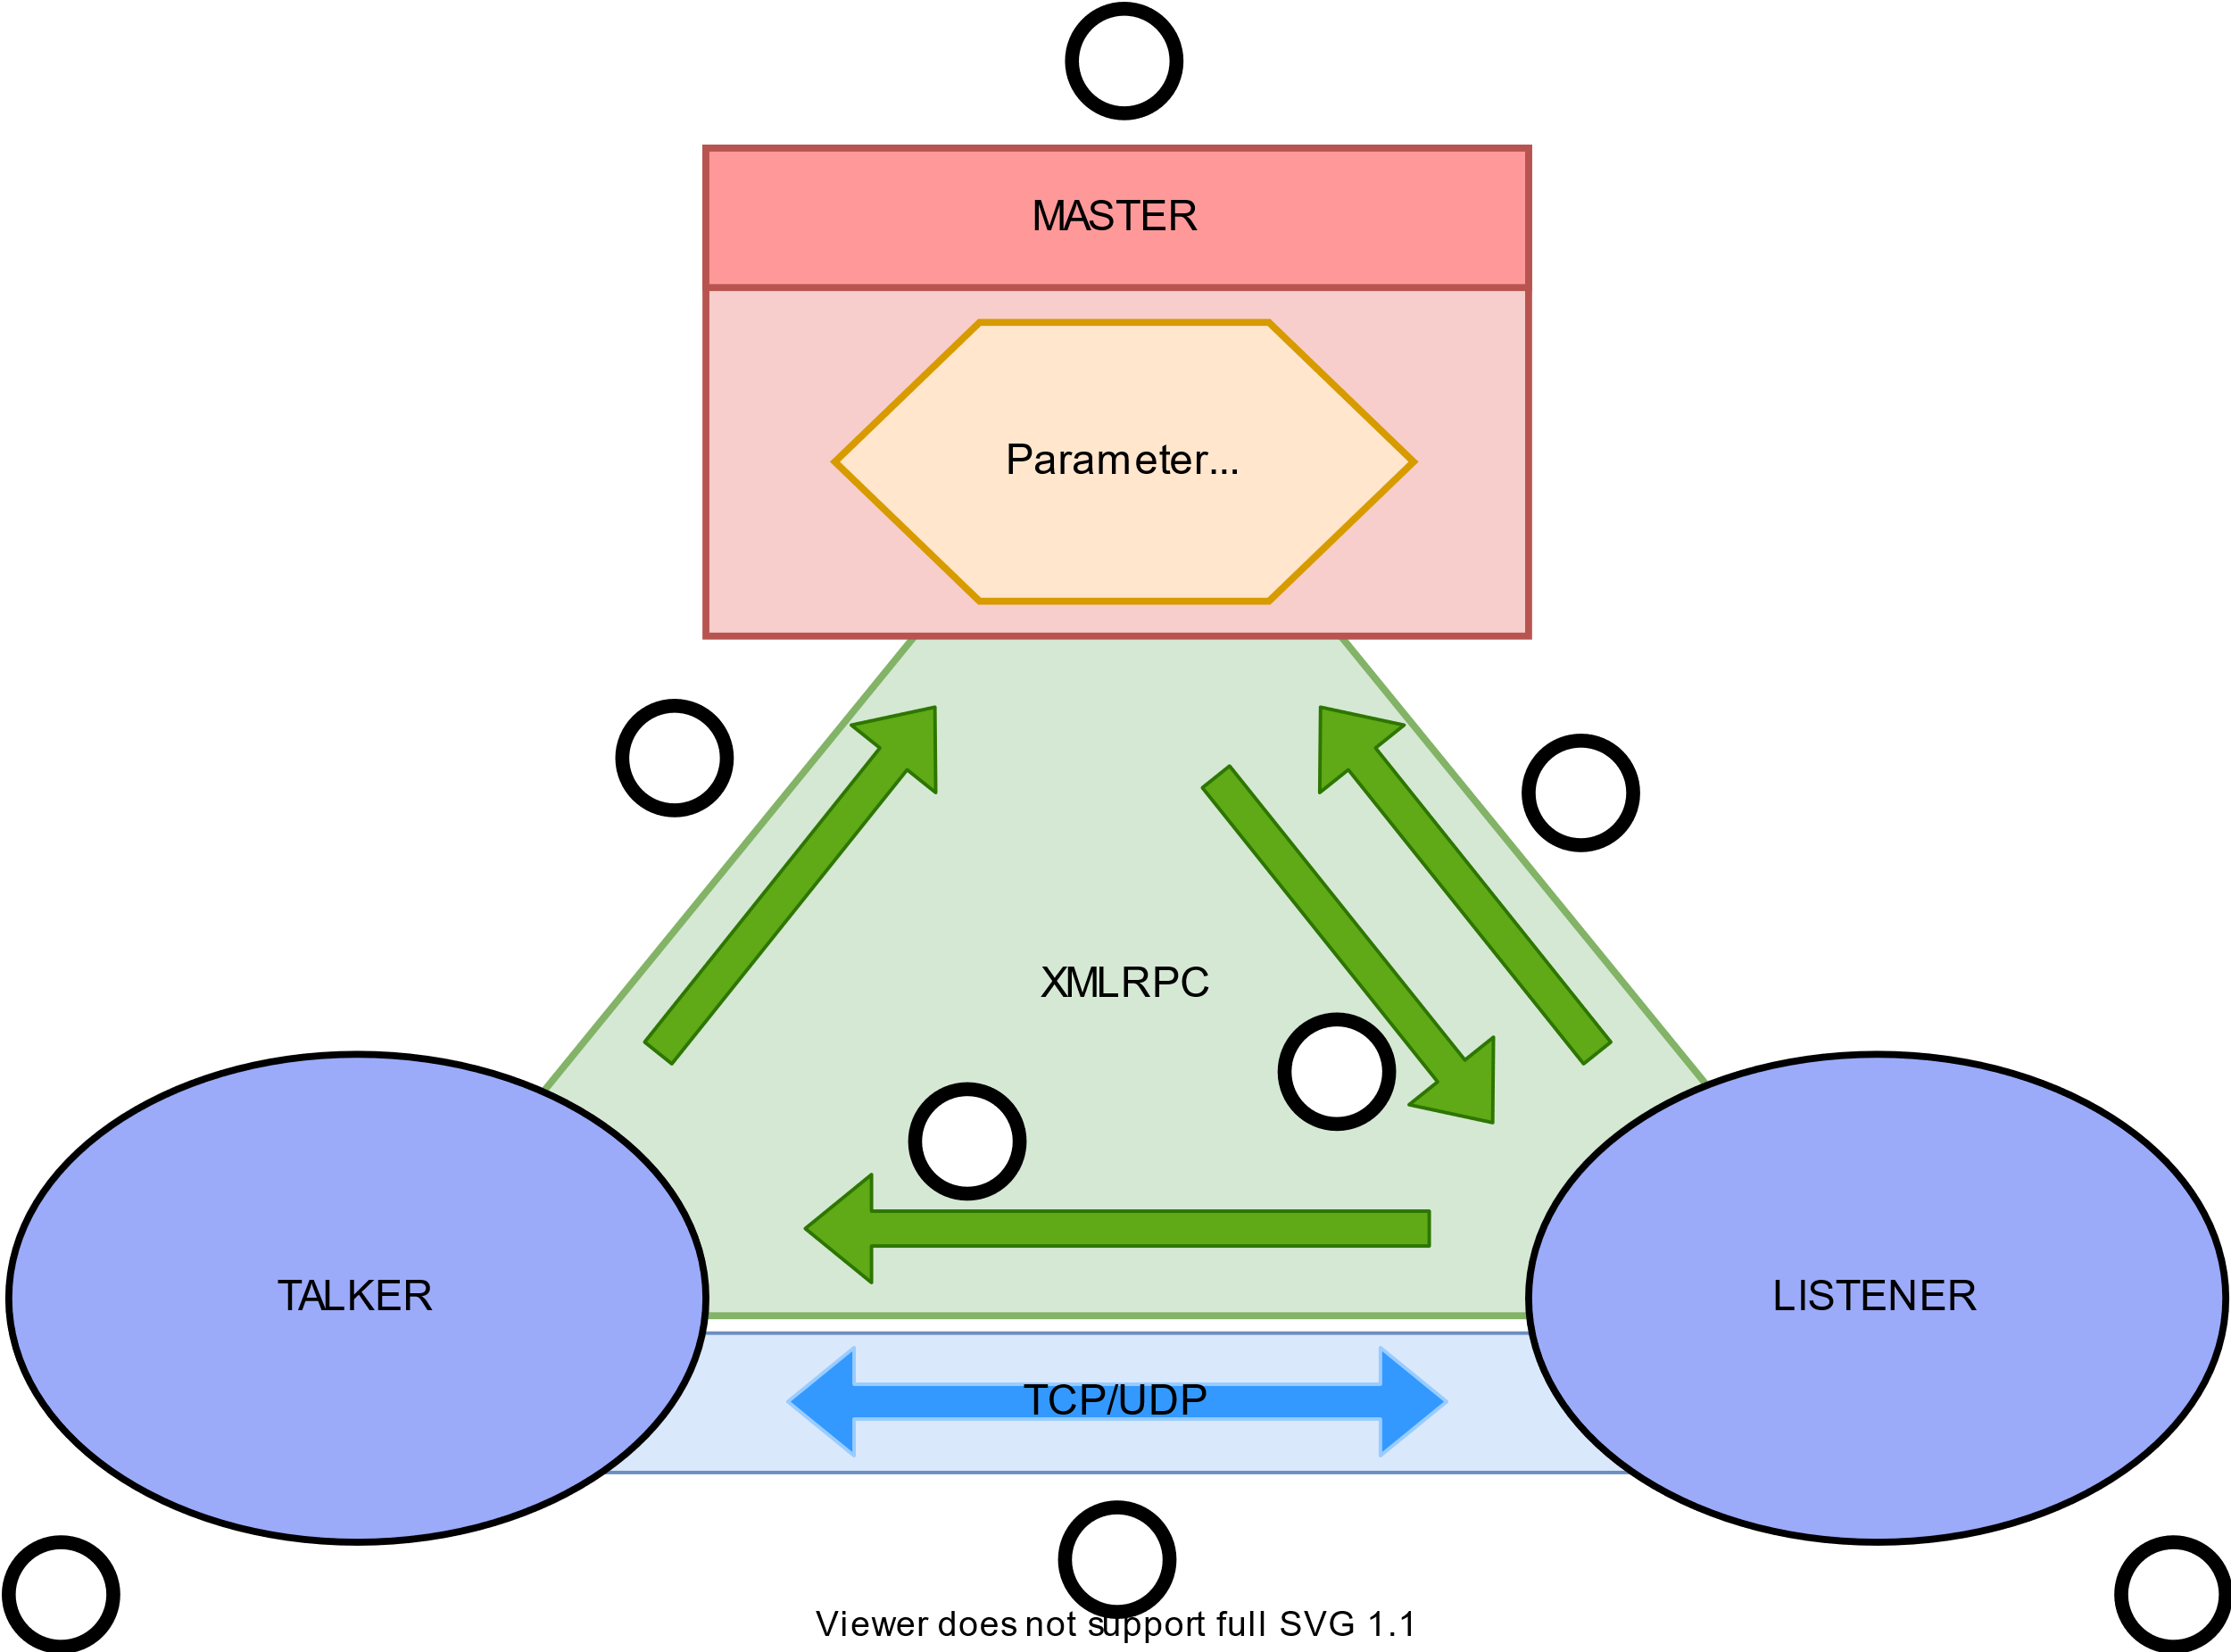 MASTER
Parameter...
XMLRPC
TALKER
LISTENER
TCP/UDP
Viewer does not support full SVG 1.1